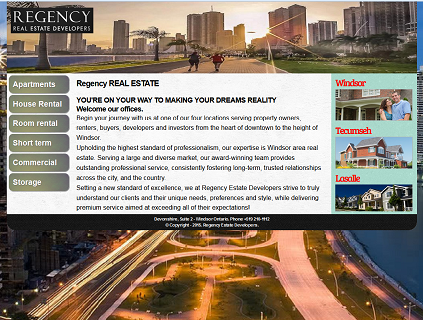 REGENCY
REAL ESTATE DEVELOPERS
Apartments
House Rental
Room rental
Short term
Commercial
Storage
Regency REAL ESTATE
YOU'RE ON YOUR WAY TO MAKING YOUR DREAMS REALITY
Welcome our offices.
Begin your journey with us at one of our four locations serving property owners,
renters, buyers, developers and investors from the heart of downtown to the height of
Windsor.
Upholding the highest standard of professionalism, our expertise is Windsor area real
estate. Serving a large and diverse market, our award-winning team provides
outstanding professional service, consistently fostering long-term, trusted relationships
across the city, and the country.
Setting a new standard of excellence, we at Regency Estate Developers strive to truly
understand our clients and their unique needs, preferences and style, while delivering
premium service aimed at exceeding all of their expectations!
Windsor
Tecumseh
Lasalle
Devonshire, Suite 2 - Windsor Ontario, Phone
© Copyright - 2015. Regency Estate Developers.